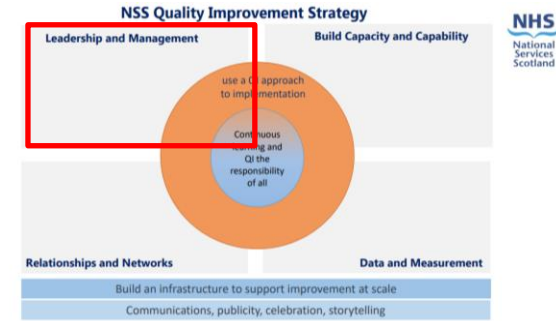 NSS Quality Improvement Strategy
NHS
National
Services
Scotland
Leadership and Management
Build Capacity and Capability
use a QI approach
to implementation
Continuous
learning and
QI the
responsibility
of all
Relationships and Networks
Data and Measurement
Build an infrastructure to support improvement at scale
Communications, publicity, celebration, storytelling